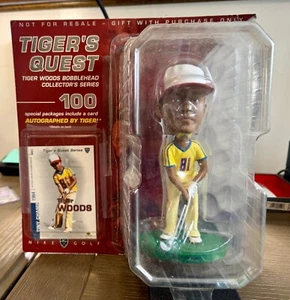 NOT FOR RESALE - GIFT WITH PURCHASE ONLY
TIGER'S
QUEST
TIGER WOODS BOBBLEHEAD
COLLECTOR'S SERIES
100
special packages include a card
AUTOGRAPHED BY TIGER!*
Tiger's Quest Series
WOODS
81
NIKE GOLF